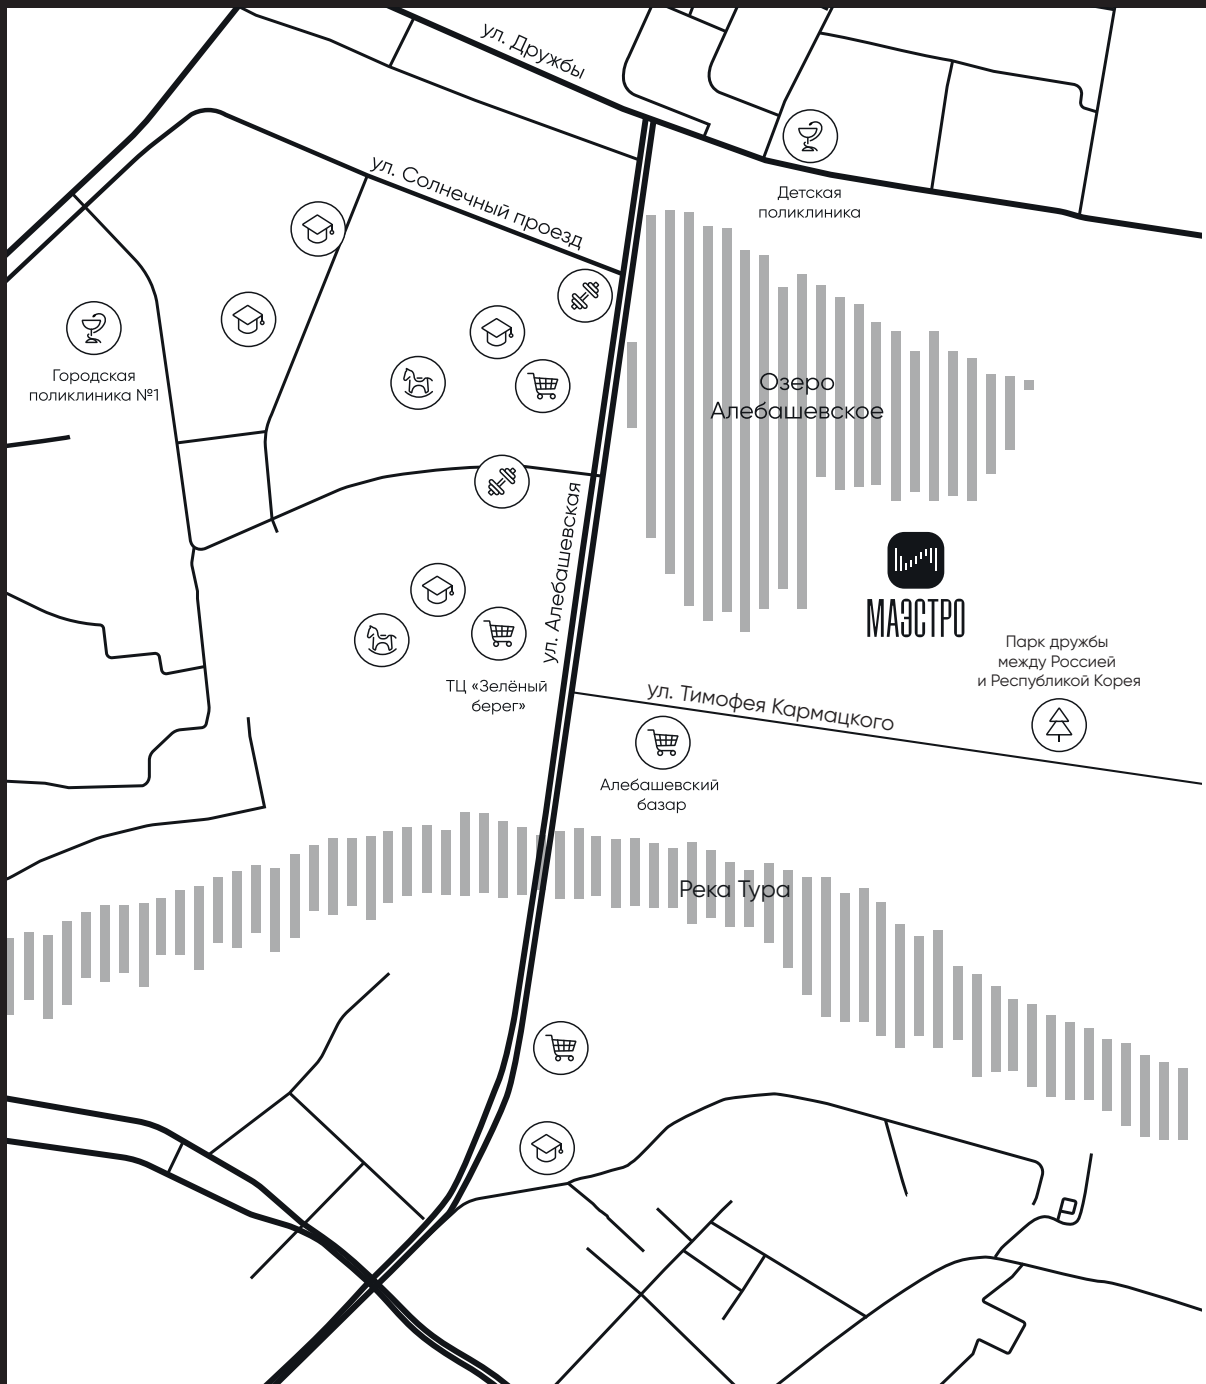 ул. Дружбы
ул. Солнечный проезд
Детская
поликлиника
Городская
поликлиника №1
Озеро
Алебашевское
ул. Алебашевская
МАЭСТРО
Парк дружбы
между Россией
и Республикой Корея
ТЦ «Зелёный
берег»
ул. Тимофея Кармацкого
Алебашевский
базар
Река Тура